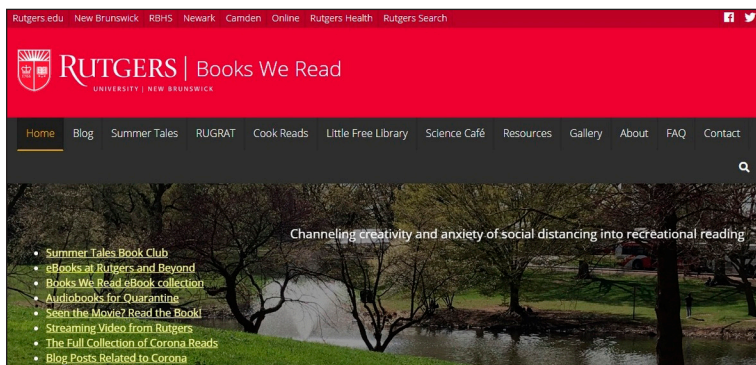 Rutgers.edu New Brunswick RBHS Newark Camden Online Rutgers Health Rutgers Search
RUTGERS | Books We Read
UNIVERSITY | NEW BRUNSWICK
Home Blog Summer Tales RUGRAT Cook Reads Little Free Library Science Café Resources Gallery About FAQ Contact
Channeling creativity and anxiety of social distancing into recreational reading
Summer Tales Book Club
eBooks at Rutgers and Beyond
Books We Read eBook collection
Audiobooks for Quarantine
Seen the Movie? Read the Book!
Streaming Video from Rutgers
The Full Collection of Corona Reads
Blog Posts Related to Corona